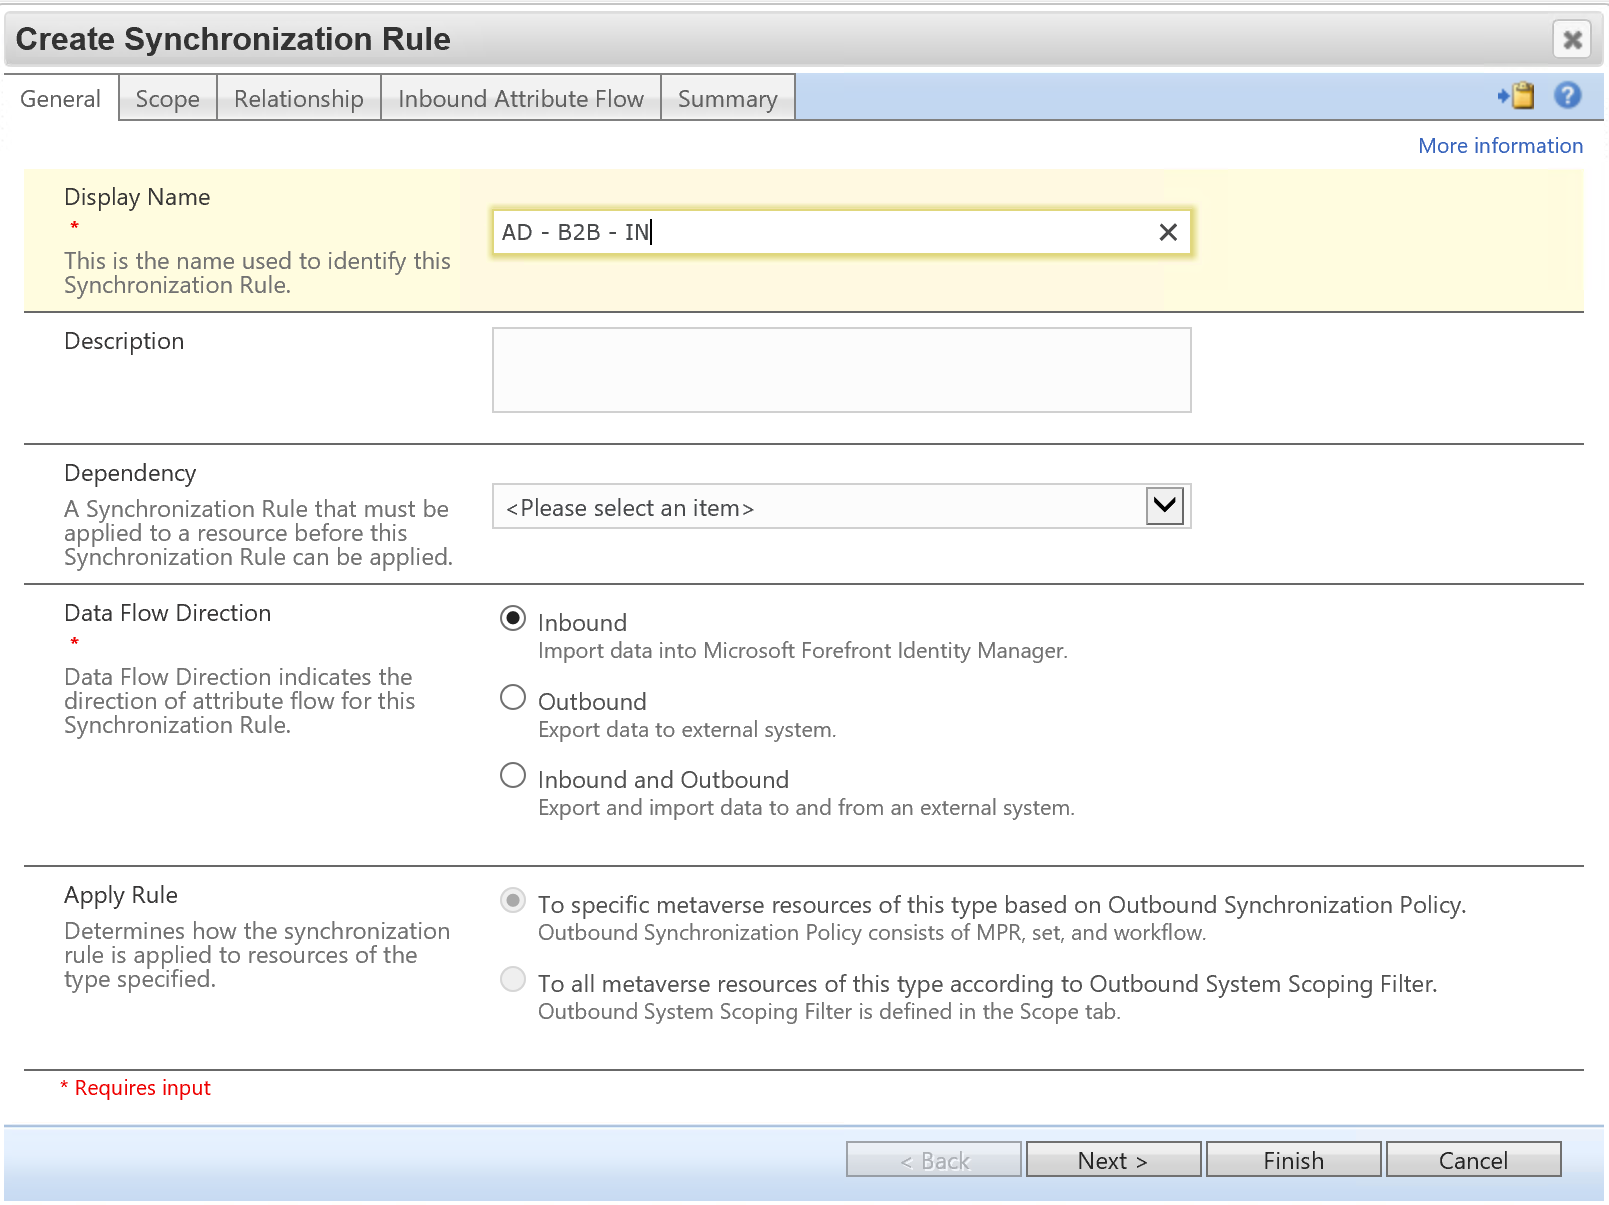 Create Synchronization Rule
General
Scope
Relationship
Inbound Attribute Flow
Summary
More information
Display Name
*
This is the name used to identify this
Synchronization Rule.
AD - B2B - IN
Description
Dependency
A Synchronization Rule that must be
applied to a resource before this
Synchronization Rule can be applied.
<Please select an item>
Data Flow Direction
*
Data Flow Direction indicates the
direction of attribute flow for this
Synchronization Rule.
Inbound
Import data into Microsoft Forefront Identity Manager.
Outbound
Export data to external system.
Inbound and Outbound
Export and import data to and from an external system.
Apply Rule
Determines how the synchronization
rule is applied to resources of the
type specified.
To specific metaverse resources of this type based on Outbound Synchronization Policy.
Outbound Synchronization Policy consists of MPR, set, and workflow.
To all metaverse resources of this type according to Outbound System Scoping Filter.
Outbound System Scoping Filter is defined in the Scope tab.
* Requires input
< Back
Next >
Finish
Cancel